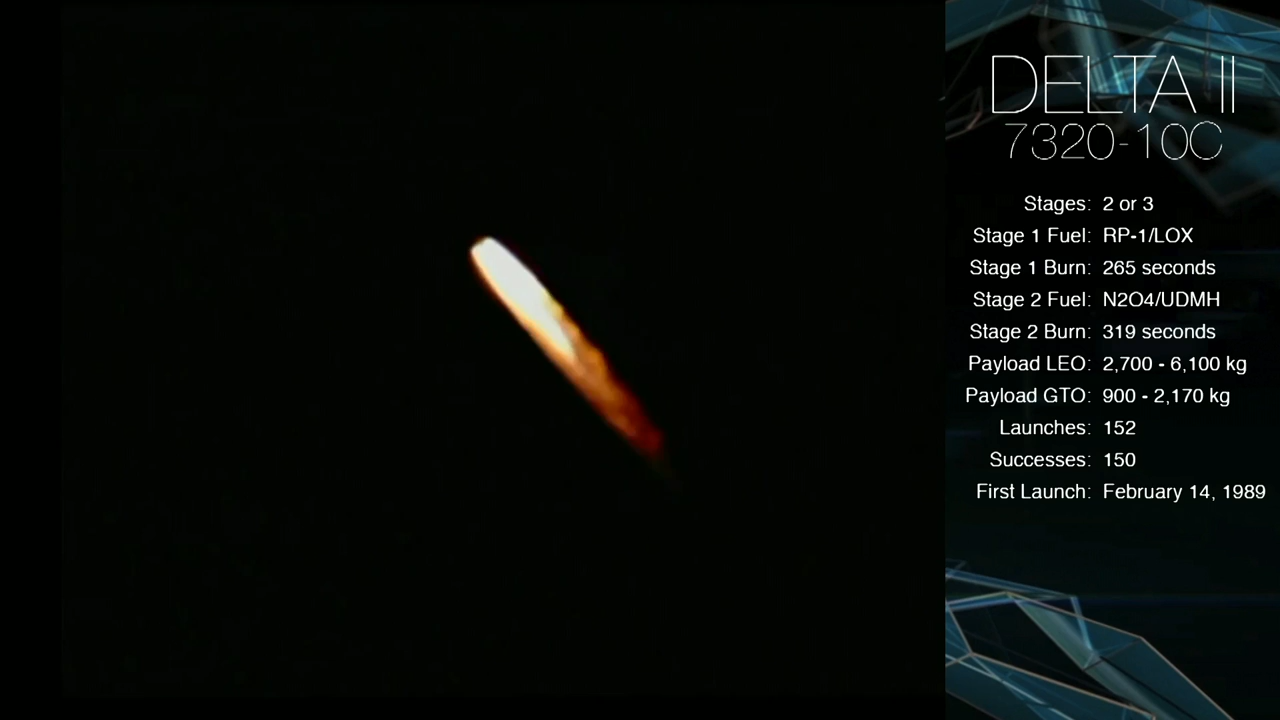 DELTA II
7320-10C
Stages: 2 or 3
Stage 1 Fuel: RP-1/LOX
Stage 1 Burn: 265 seconds
Stage 2 Fuel: N2O4/UDMH
Stage 2 Burn: 319 seconds
Payload LEO: 2,700 - 6,100 kg
Payload GTO: 900 - 2,170 kg
Launches: 152
Successes: 150
First Launch: February 14, 1989